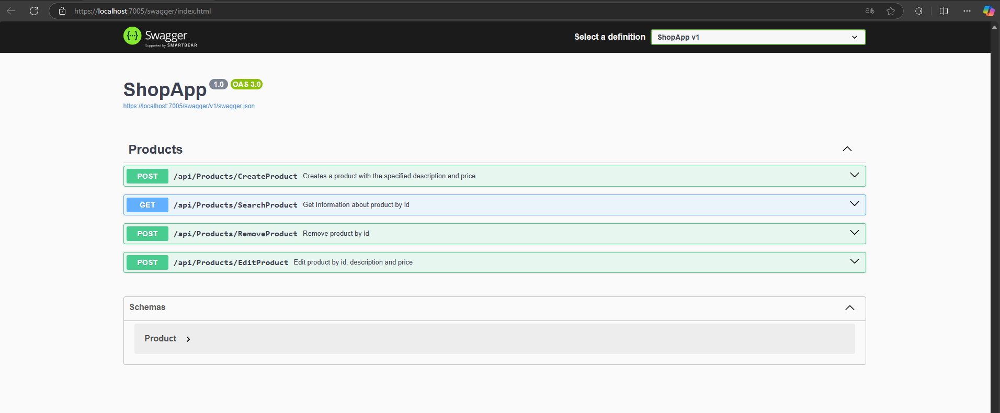 https://localhost:7005/swagger/index.html
aあ
{···} Swagger
Supported by SMARTBEAR
Select a definition
ShopApp v1
ShopApp 1.0 OAS 3.0
https://localhost:7005/swagger/v1/swagger.json
Products
POST /api/Products/CreateProduct Creates a product with the specified description and price.
GET /api/Products/SearchProduct Get Information about product by id
POST /api/Products/RemoveProduct Remove product by id
POST /api/Products/EditProduct Edit product by id, description and price
Schemas
Product